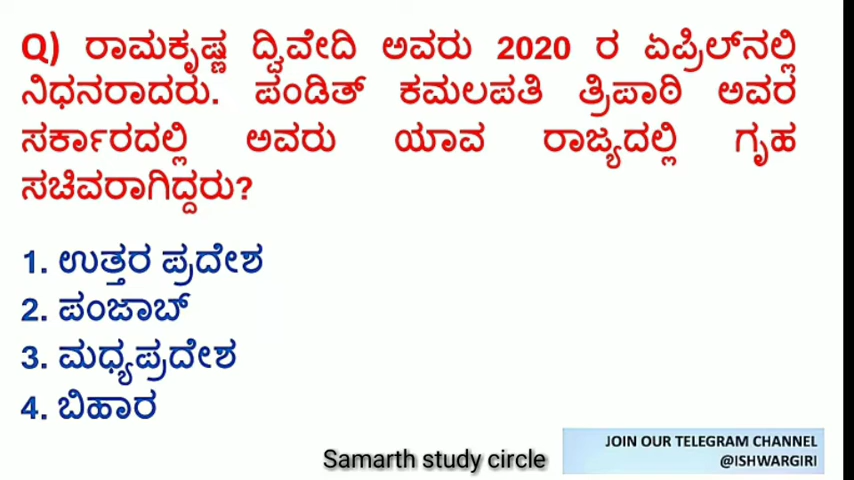 Q) ರಾಮಕೃಷ್ಣ ದ್ವಿವೇದಿ ಅವರು 2020 ರ ಏಪ್ರಿಲ್‌ನಲ್ಲಿ
ನಿಧನರಾದರು. ಪಂಡಿತ್ ಕಮಲಪತಿ ತ್ರಿಪಾಠಿ ಅವರ
ಸರ್ಕಾರದಲ್ಲಿ ಅವರು ಯಾವ ರಾಜ್ಯದಲ್ಲಿ ಗೃಹ
ಸಚಿವರಾಗಿದ್ದರು?
1. ಉತ್ತರ ಪ್ರದೇಶ
2. ಪಂಜಾಬ್
3. ಮಧ್ಯಪ್ರದೇಶ
4. ಬಿಹಾರ
JOIN OUR TELEGRAM CHANNEL
@ISHWARGIRI
Samarth study circle